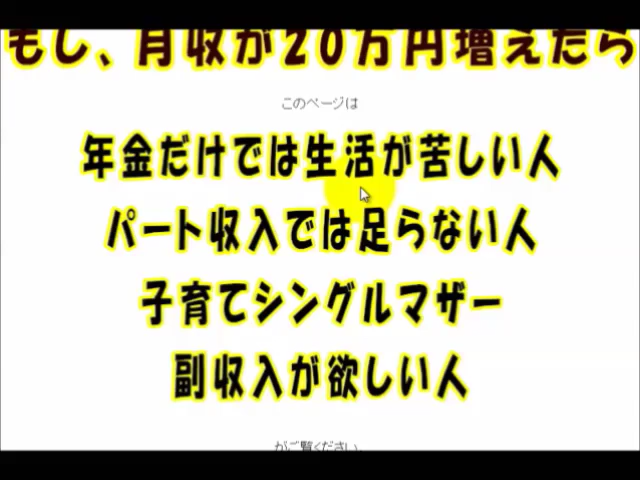 もし、月収が20万円増えたら
このページは
年金だけでは生活が苦しい人
パート収入では足らない人
子育てシングルマザー
副収入が欲しい人
がご覧ください。